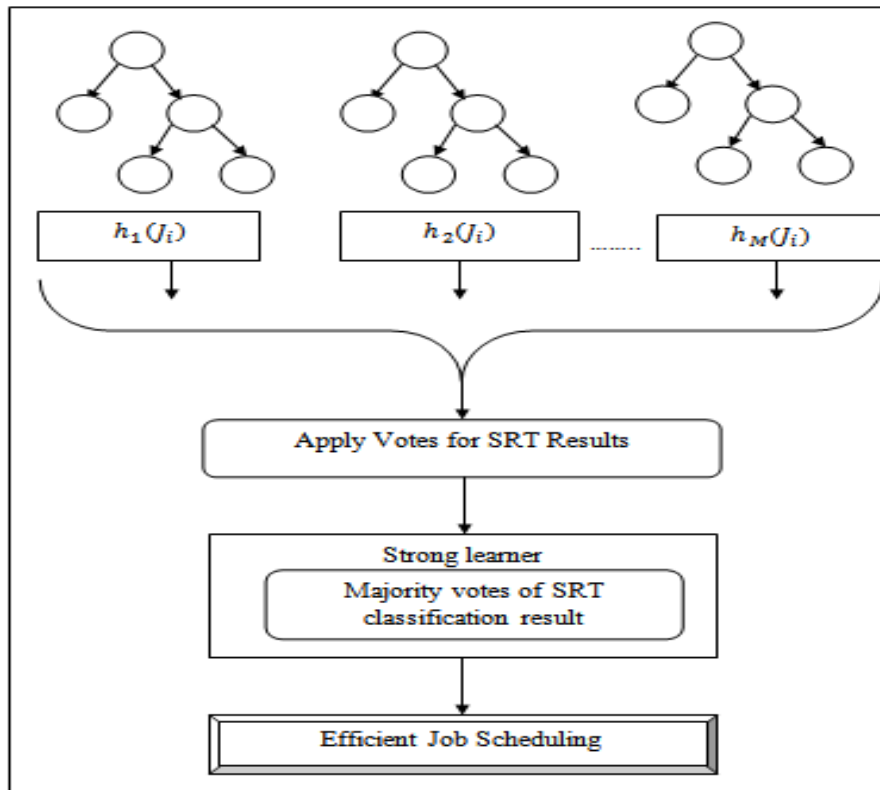 h₁(Jᵢ)
h₂(Jᵢ)
........
h_M(Jᵢ)
Apply Votes for SRT Results
Strong learner
Majority votes of SRT
classification result
Efficient Job Scheduling